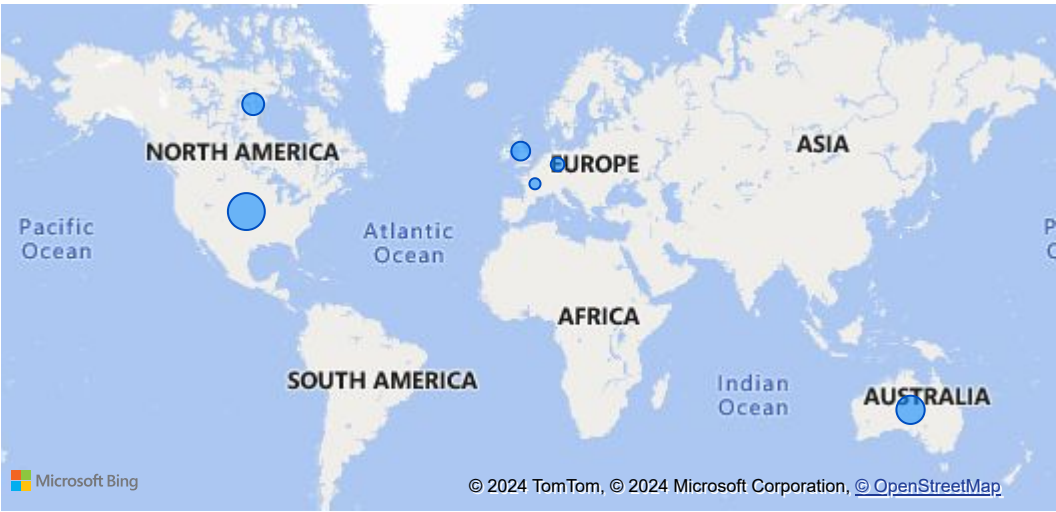 NORTH AMERICA
EUROPE
ASIA
Pacific
Ocean
Atlantic
Ocean
P
AFRICA
SOUTH AMERICA
Indian
Ocean
AUSTRALIA
Microsoft Bing
© 2024 TomTom, © 2024 Microsoft Corporation, © OpenStreetMap